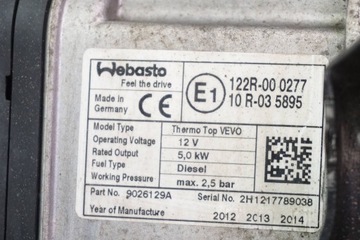 Webasto
Feel the drive
Made in
Germany
CE
E1
122R-00 0277
10 R-03 5895
Model Type Thermo Top VEVO
Operating Voltage 12 V
Rated Output 5,0 kW
Fuel Type Diesel
Working Pressure max. 2,5 bar
Part No. 9026129A Serial No. 2H1217789038
Year of Manufacture 2012 2013 2014